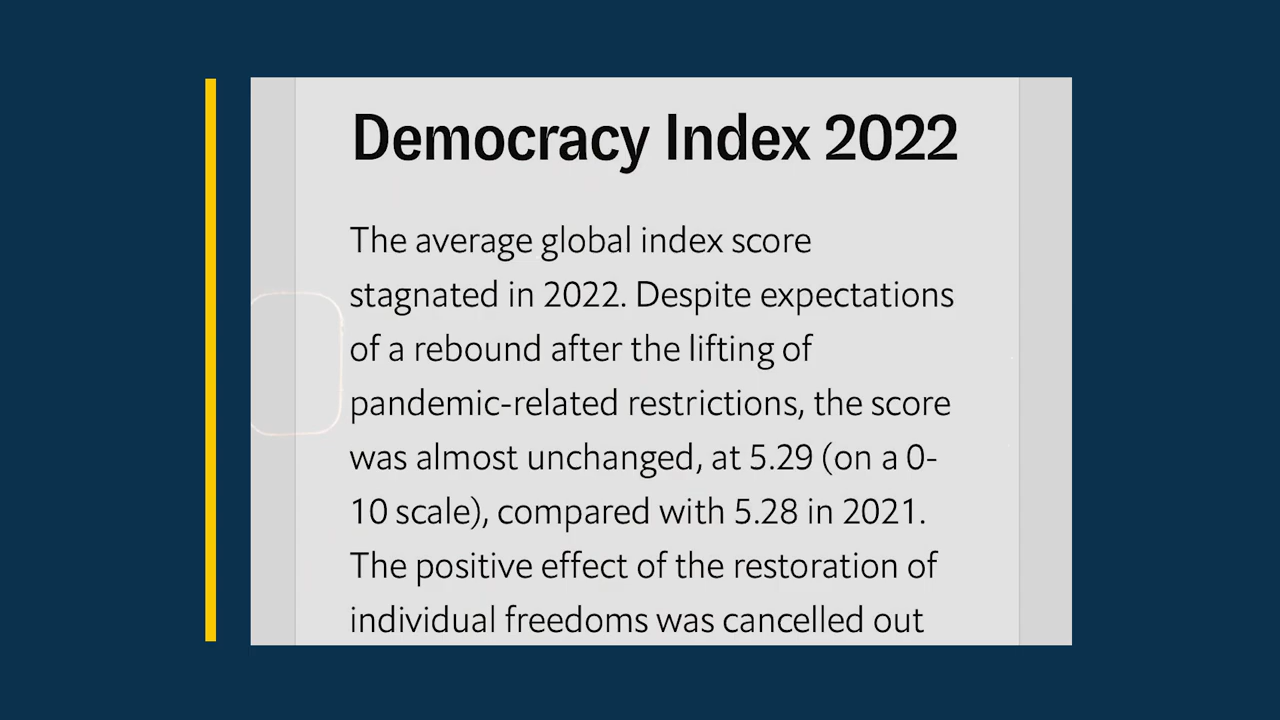 Democracy Index 2022
The average global index score
stagnated in 2022. Despite expectations
of a rebound after the lifting of
pandemic-related restrictions, the score
was almost unchanged, at 5.29 (on a 0-
10 scale), compared with 5.28 in 2021.
The positive effect of the restoration of
individual freedoms was cancelled out